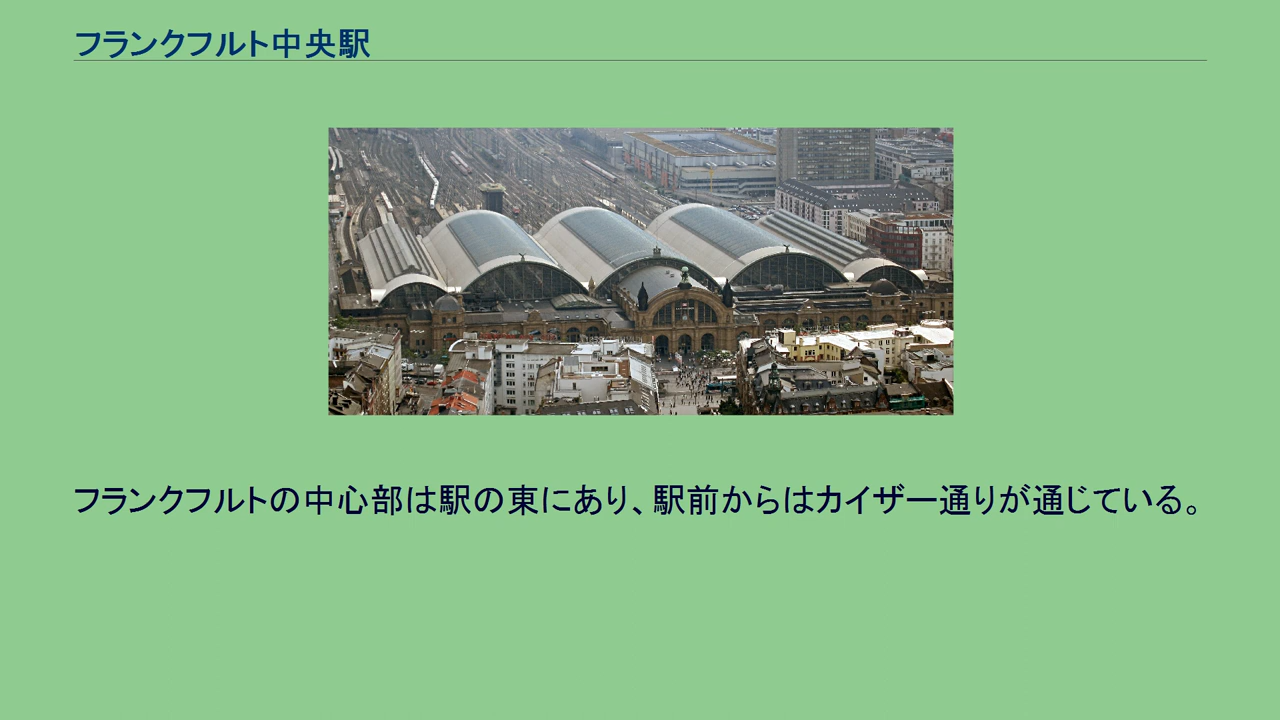 フランクフルト中央駅
フランクフルトの中心部は駅の東にあり、駅前からはカイザー通りが通じている。